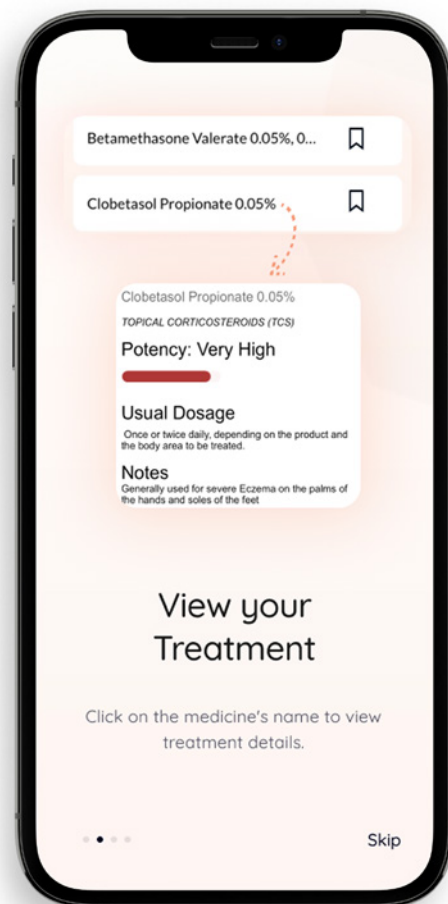 Betamethasone Valerate 0.05%, 0...
Clobetasol Propionate 0.05%
Clobetasol Propionate 0.05%
TOPICAL CORTICOSTEROIDS (TCS)
Potency: Very High
Usual Dosage
Once or twice daily, depending on the product and
the body area to be treated.
Notes
Generally used for severe Eczema on the palms of
the hands and soles of the feet
View your
Treatment
Click on the medicine's name to view
treatment details.
Skip